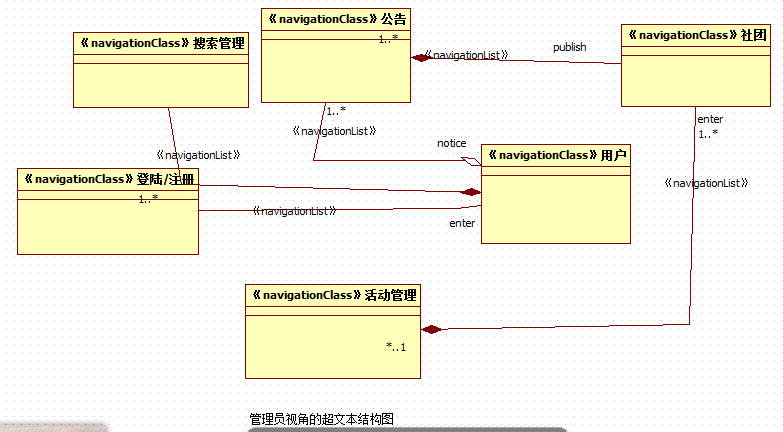 《navigationClass》公告
《navigationClass》社团
《navigationClass》搜索管理
1..*
publish
《navigationList》
1..*
enter
《navigationList》
1..*
notice
《navigationClass》用户
《navigationList》
《navigationClass》登陆/注册
《navigationList》
1..*
《navigationList》
enter
《navigationClass》活动管理
*..1
管理员视角的超文本结构图